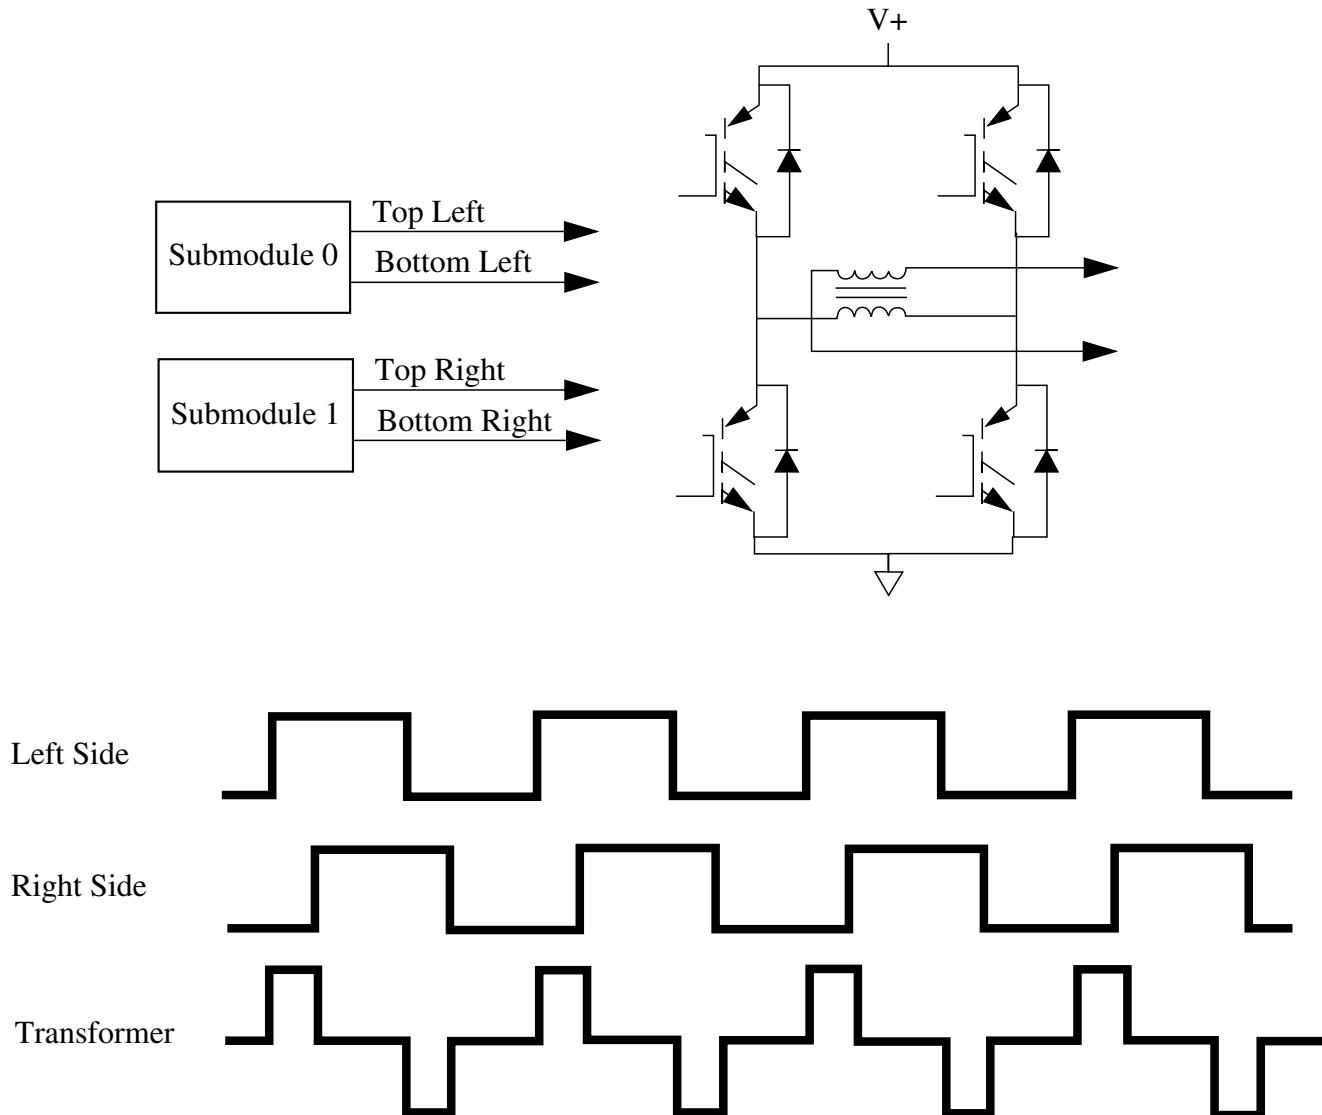 V+
Top Left
Submodule 0
Bottom Left
Top Right
Submodule 1
Bottom Right
Left Side
Right Side
Transformer